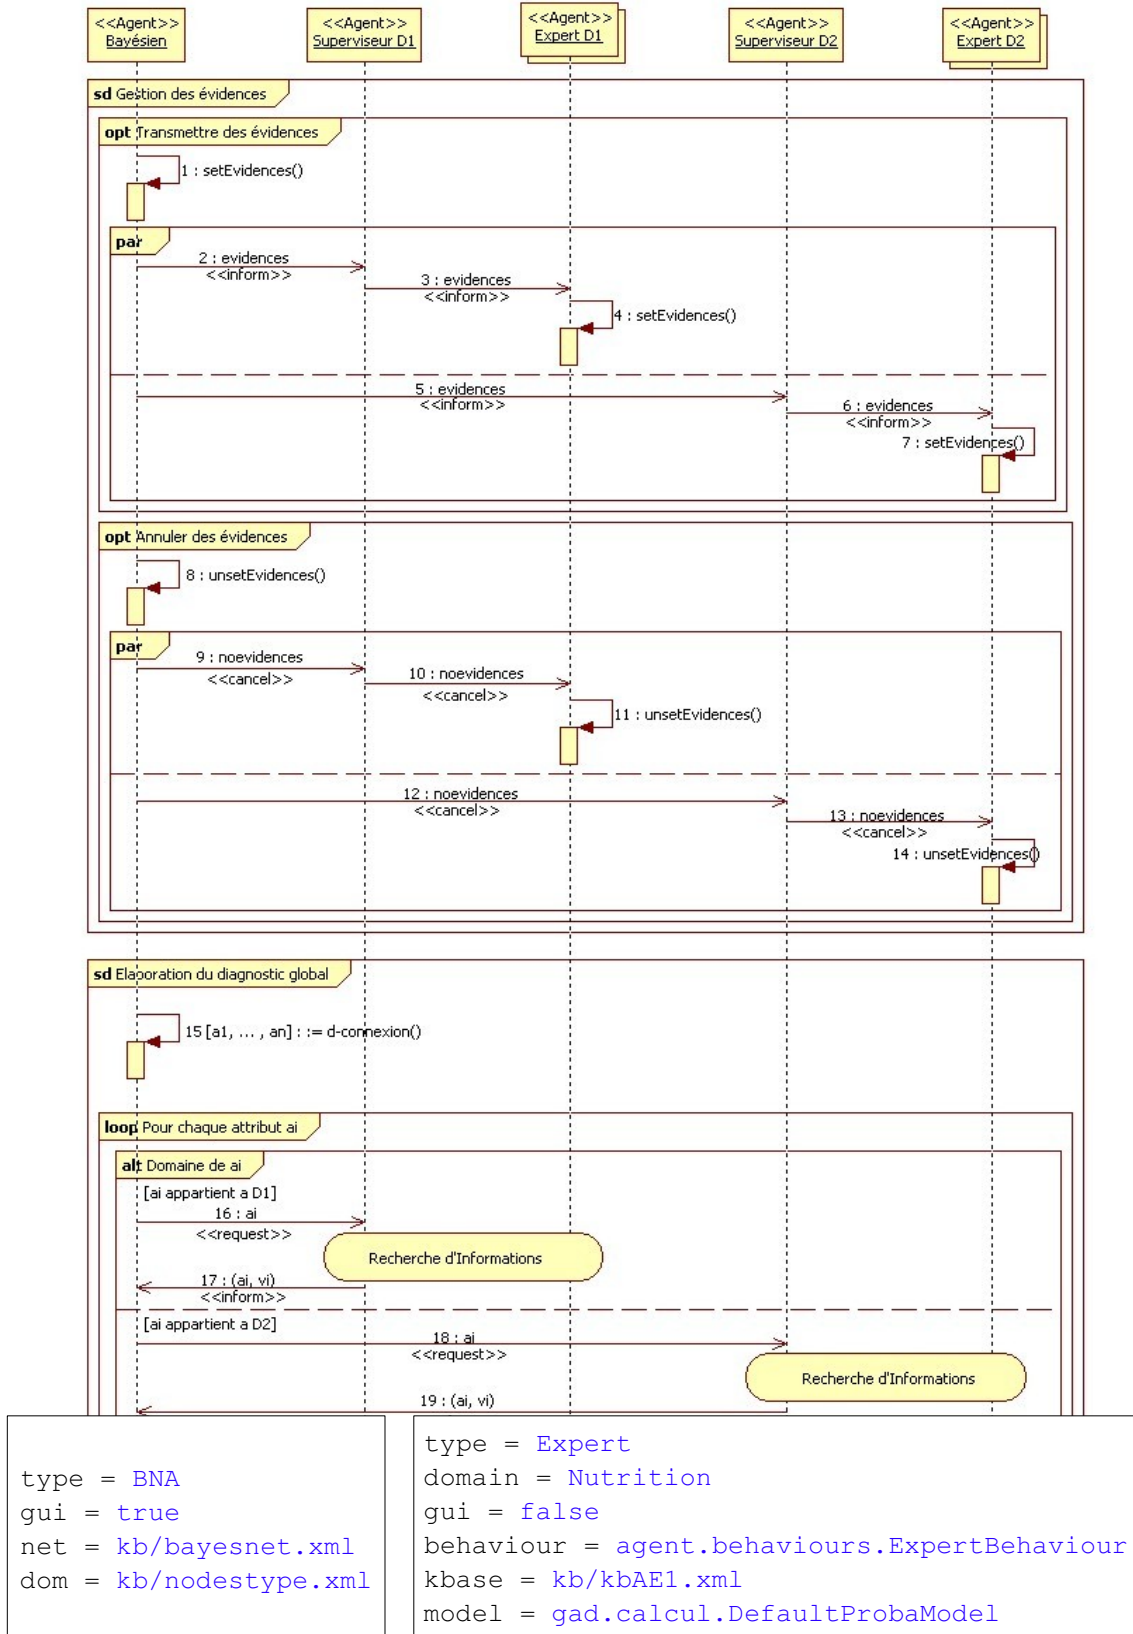 <<Agent>>
Bayésien
<<Agent>>
Superviseur D1
<<Agent>>
Expert D1
<<Agent>>
Superviseur D2
<<Agent>>
Expert D2
sd Gestion des évidences
opt Transmettre des évidences
1 : setEvidences()
par
2 : evidences
<<inform>>
3 : evidences
<<inform>>
4 : setEvidences()
5 : evidences
<<inform>>
6 : evidences
<<inform>>
7 : setEvidences()
opt Annuler des évidences
8 : unsetEvidences()
par
9 : noevidences
<<cancel>>
10 : noevidences
<<cancel>>
11 : unsetEvidences()
12 : noevidences
<<cancel>>
13 : noevidences
<<cancel>>
14 : unsetEvidences()
sd Elaboration du diagnostic global
15 [a1, ... , an] : := d-connexion()
loop Pour chaque attribut ai
alt Domaine de ai
[ai appartient a D1]
16 : ai
<<request>>
Recherche d'Informations
17 : (ai, vi)
<<inform>>
[ai appartient a D2]
18 : ai
<<request>>
Recherche d'Informations
19 : (ai, vi)
type = BNA
gui = true
net = kb/bayesnet.xml
dom = kb/nodestype.xml
type = Expert
domain = Nutrition
gui = false
behaviour = agent.behaviours.ExpertBehaviour
kbase = kb/kbAE1.xml
model = gad.calcul.DefaultProbaModel